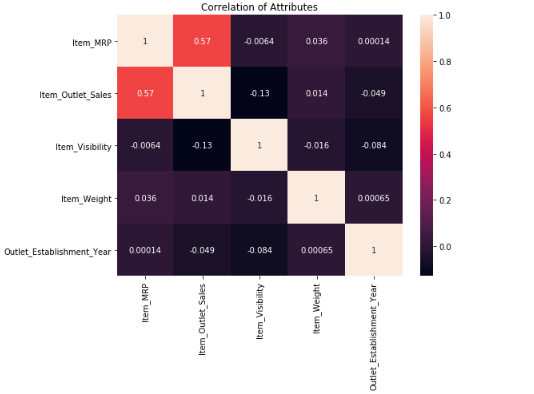 Correlation of Attributes
Item_MRP 1 0.57 -0.0064 0.036 0.00014
Item_Outlet_Sales 0.57 1 -0.13 0.014 -0.049
Item_Visibility -0.0064 -0.13 1 -0.016 -0.084
Item_Weight 0.036 0.014 -0.016 1 0.00065
Outlet_Establishment_Year 0.00014 -0.049 -0.084 0.00065 1
Item_MRP
Item_Outlet_Sales
Item_Visibility
Item_Weight
Outlet_Establishment_Year
1.0
0.8
0.6
0.4
0.2
0.0